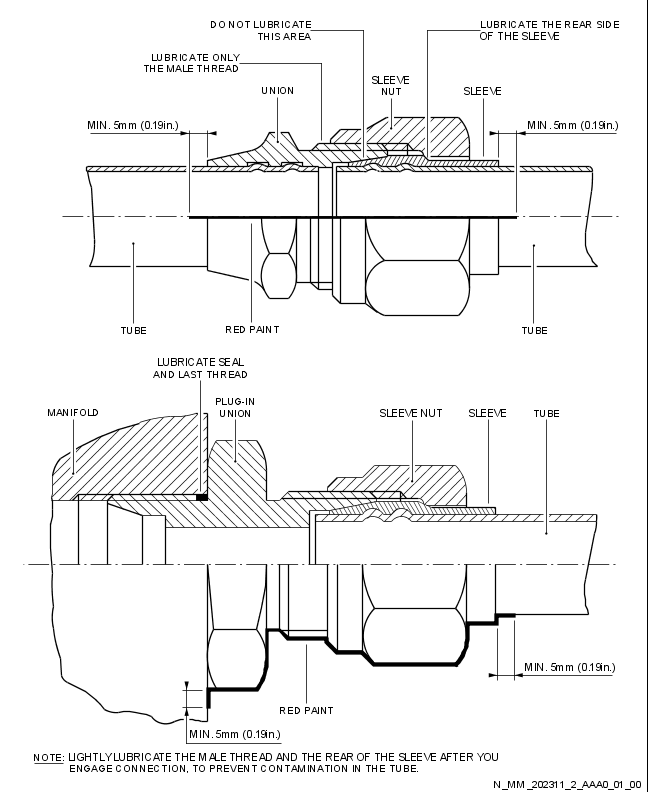 DO NOT LUBRICATE
THIS AREA
LUBRICATE THE REAR SIDE
OF THE SLEEVE
LUBRICATE ONLY
THE MALE THREAD
UNION
SLEEVE
NUT
SLEEVE
MIN. 5mm (0.19in.)
MIN. 5mm (0.19in.)
TUBE
RED PAINT
TUBE
LUBRICATE SEAL
AND LAST THREAD
MANIFOLD
PLUG-IN
UNION
SLEEVE NUT
SLEEVE
TUBE
MIN. 5mm (0.19in.)
RED PAINT
MIN. 5mm (0.19in.)
NOTE: LIGHTLY LUBRICATE THE MALE THREAD AND THE REAR OF THE SLEEVE AFTER YOU
ENGAGE CONNECTION, TO PREVENT CONTAMINATION IN THE TUBE.
N_MM_202311_2_AAA0_01_00